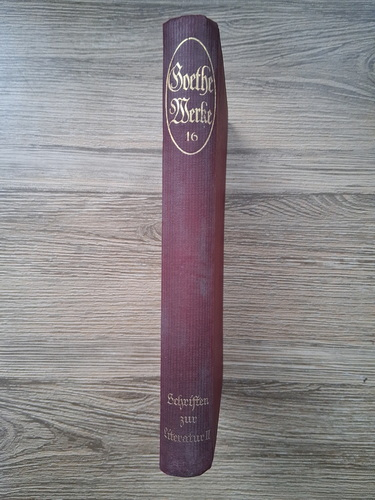 Goethe
Werke
16
Schriften
zur
Literatur II